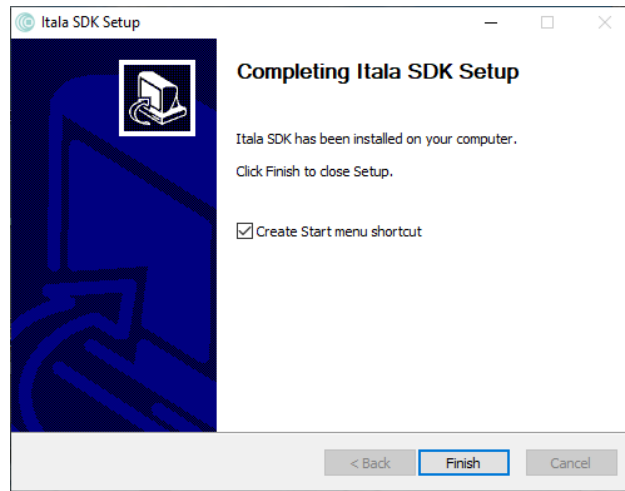 Itala SDK Setup
Completing Itala SDK Setup
Itala SDK has been installed on your computer.
Click Finish to close Setup.
Create Start menu shortcut
< Back Finish Cancel